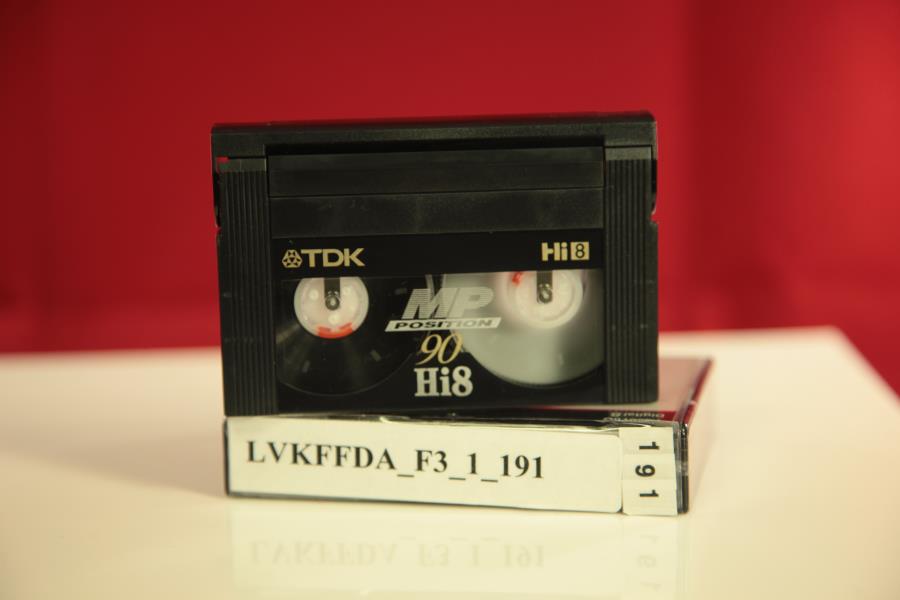 TDK
Hi8
MP
POSITION
90
Hi8
LVKFFDA_F3_1_191
191